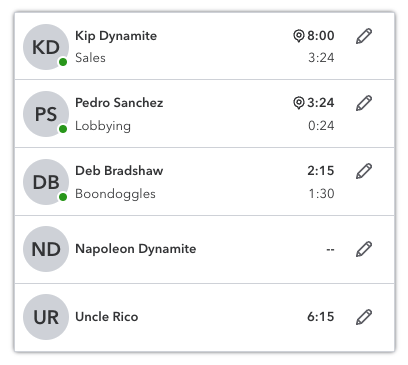 KD Kip Dynamite 8:00
Sales 3:24
PS Pedro Sanchez 3:24
Lobbying 0:24
DB Deb Bradshaw 2:15
Boondoggles 1:30
ND Napoleon Dynamite --
UR Uncle Rico 6:15